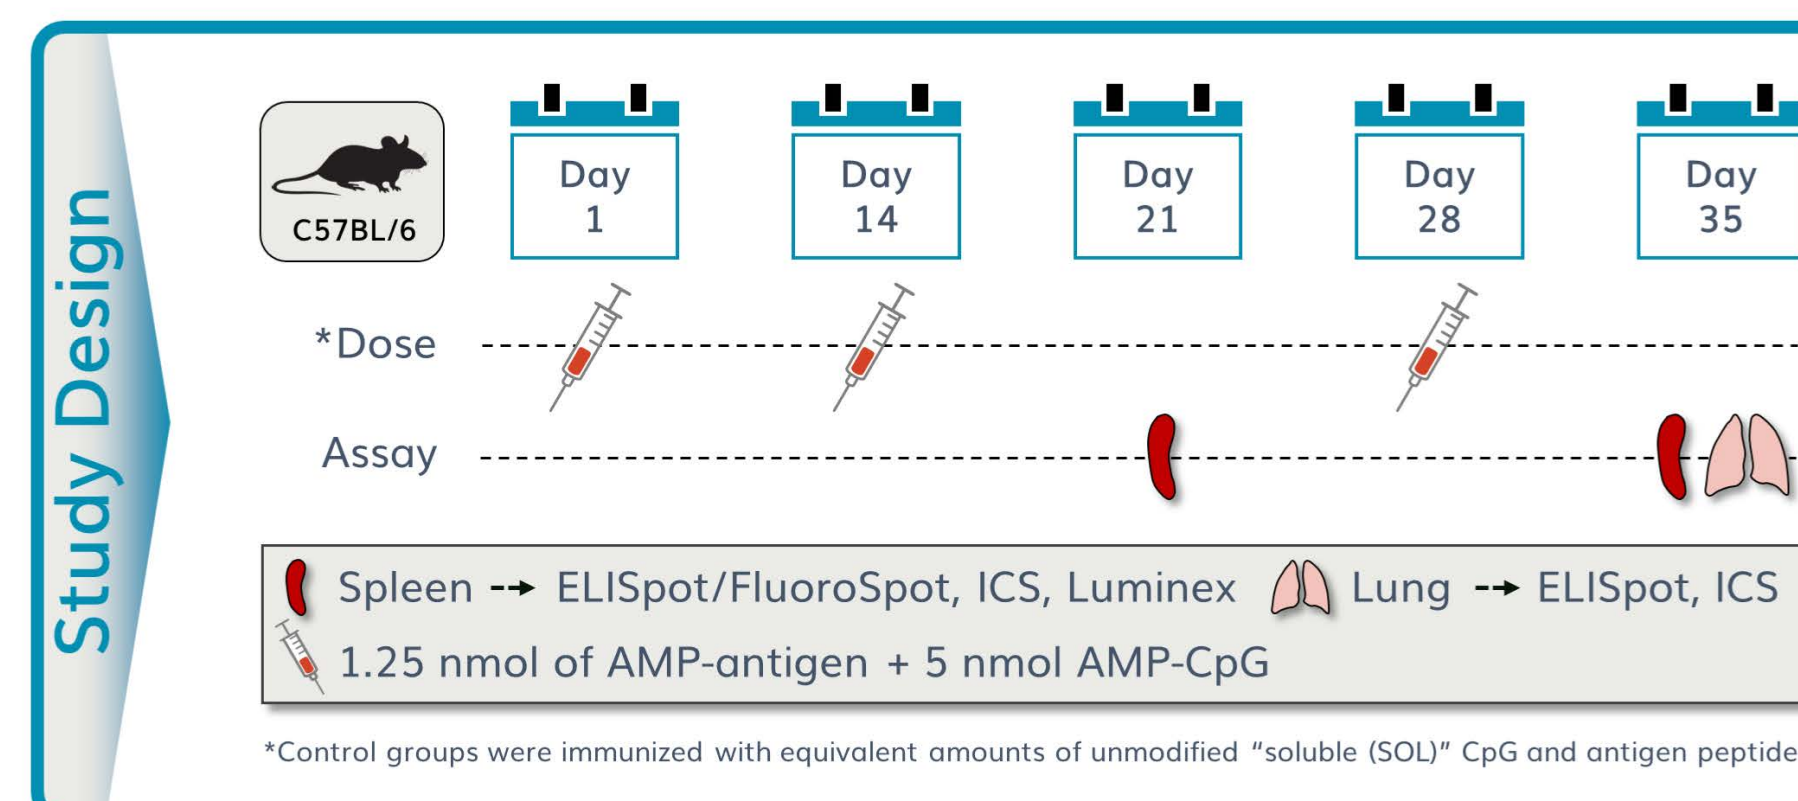 Study Design
C57BL/6
Day
1
Day
14
Day
21
Day
28
Day
35
*Dose
Assay
Spleen --→ ELISpot/FluoroSpot, ICS, Luminex
Lung --→ ELISpot, ICS
1.25 nmol of AMP-antigen + 5 nmol AMP-CpG
*Control groups were immunized with equivalent amounts of unmodified “soluble (SOL)” CpG and antigen peptide